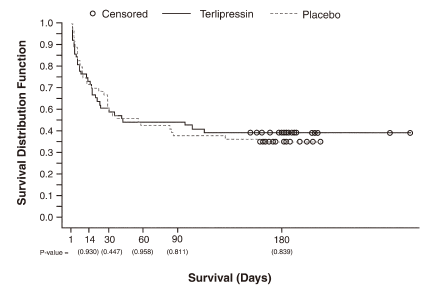 Censored Terlipressin Placebo
Survival Distribution Function
1.0
0.9
0.8
0.7
0.6
0.5
0.4
0.3
0.2
0.1
0.0
1 14 30 60 90 180
P-value = (0.930) (0.447) (0.958) (0.811) (0.839)
Survival (Days)